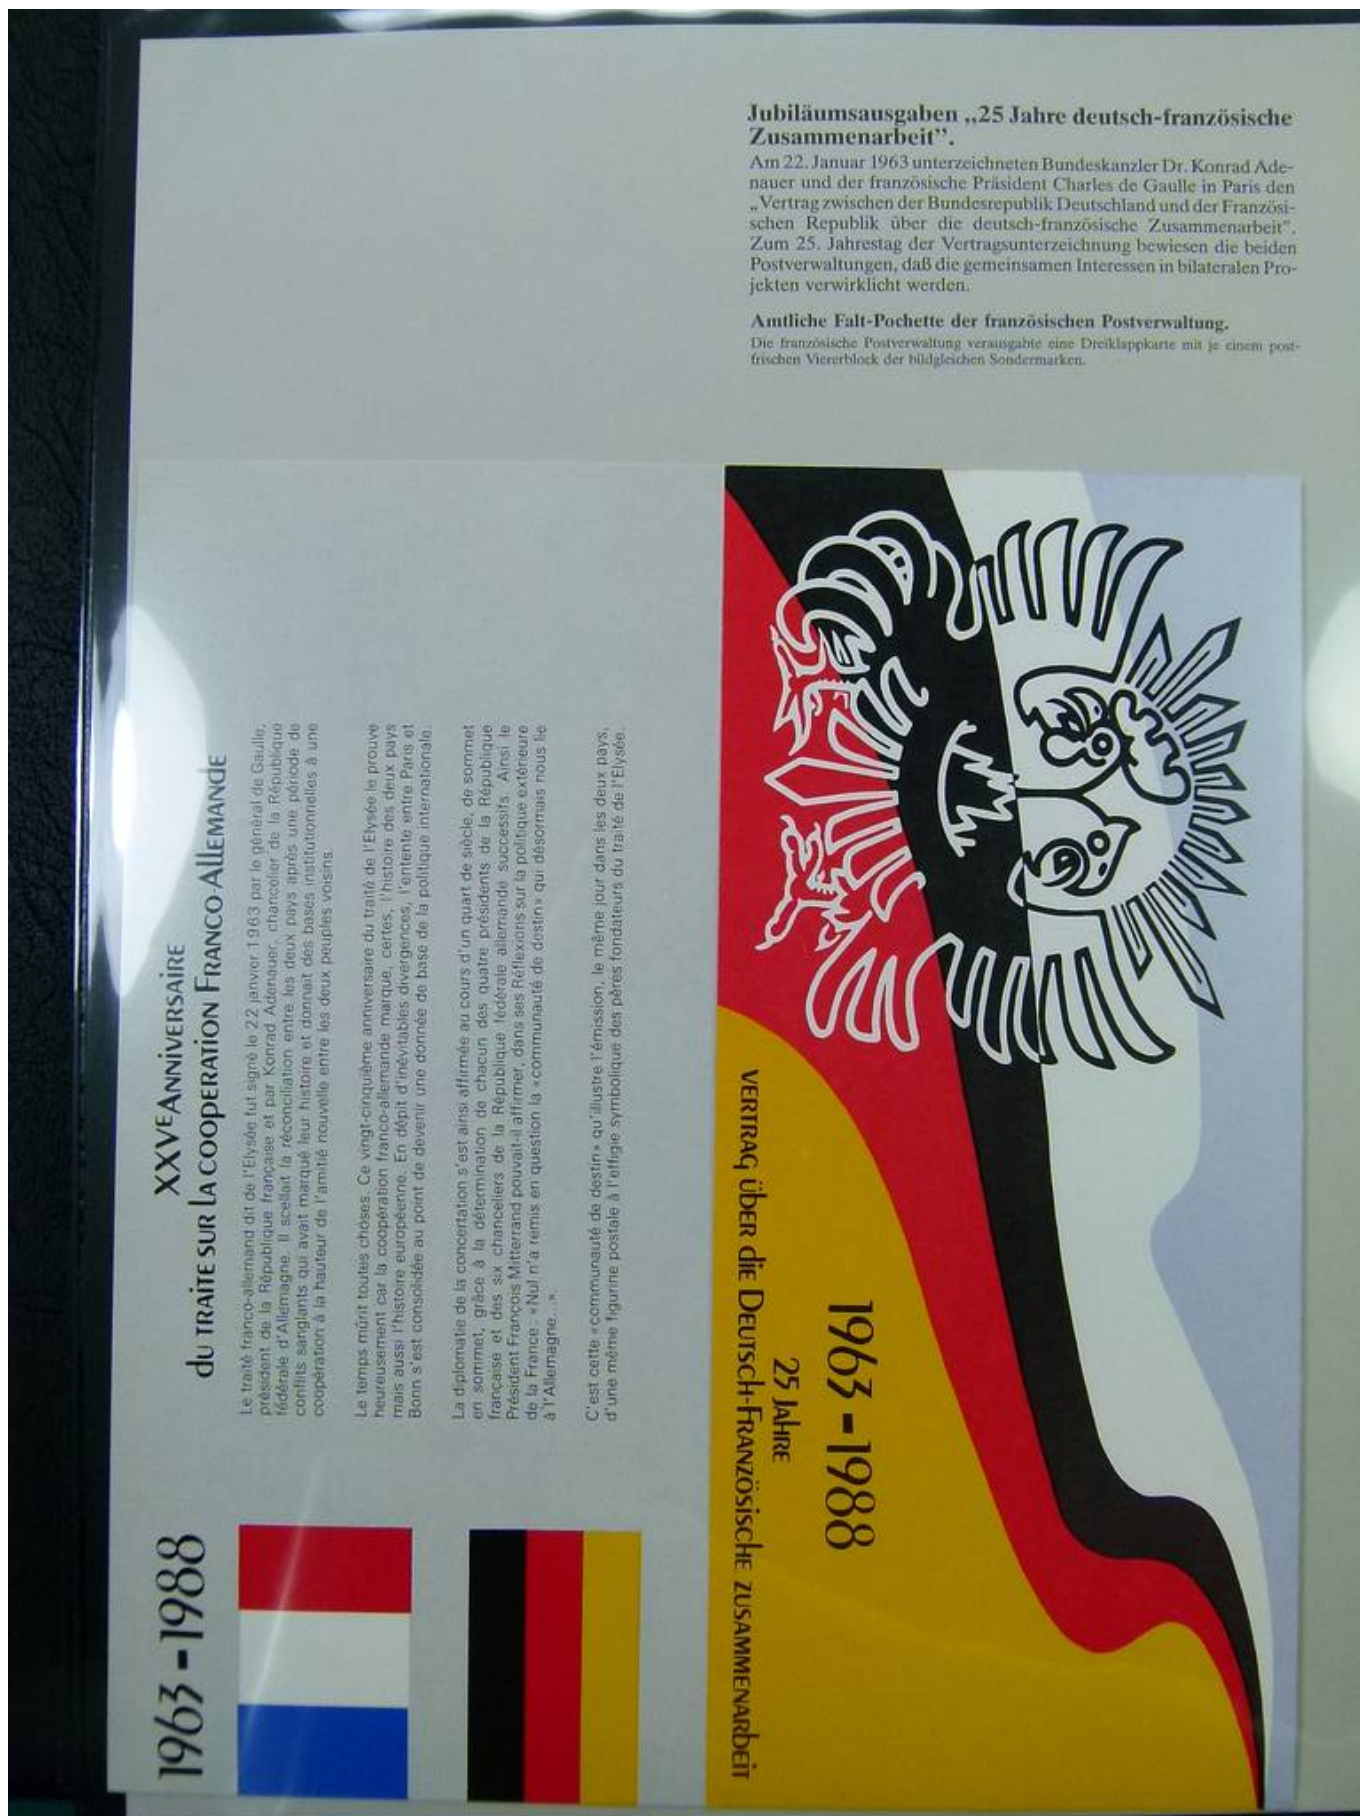 Jubiläumsausgaben „25 Jahre deutsch-französische
Zusammenarbeit”.
Am 22. Januar 1963 unterzeichneten Bundeskanzler Dr. Konrad Ade-
nauer und der französische Präsident Charles de Gaulle in Paris den
„Vertrag zwischen der Bundesrepublik Deutschland und der Französi-
schen Republik über die deutsch-französische Zusammenarbeit”.
Zum 25. Jahrestag der Vertragsunterzeichnung bewiesen die beiden
Postverwaltungen, daß die gemeinsamen Interessen in bilateralen Pro-
jekten verwirklicht werden.
Amtliche Falt-Pochette der französischen Postverwaltung.
Die französische Postverwaltung verausgabte eine Dreiklappkarte mit je einem post-
frischen Viererblock der bildgleichen Sondermarken.
1963-1988
XXVE ANNIVERSAIRE
du TRAITE SUR LA COOPERATION FRANCO-ALLEMANDE
Le traité franco-allemand dit de l'Elysée fut signé le 22 janvier 1963 par le général de Gaulle,
président de la République française et par Konrad Adenauer, chancelier de la République
fédérale d'Allemagne. Il scellait la réconciliation entre les deux pays après une période de
conflits sanglants qui avait marqué leur histoire et donnait des bases institutionnelles à une
coopération à la hauteur de l'amitié nouvelle entre les deux peuples voisins.
Le temps mûrit toutes choses. Ce vingt-cinquième anniversaire du traité de l'Elysée le prouve
heureusement car la coopération franco-allemande marque, certes, l'histoire des deux pays
mais aussi l'histoire européenne. En dépit d'inévitables divergences, l'entente entre Paris et
Bonn s'est consolidée au point de devenir une donnée de base de la politique internationale.
La diplomatie de la concertation s'est ainsi affirmée au cours d'un quart de siècle, de sommet
en sommet, grâce à la détermination de chacun des quatre présidents de la République
française et des six chanceliers de la République fédérale allemande successifs. Ainsi le
Président François Mitterrand pouvait-il affirmer, dans ses Réflexions sur la politique extérieure
de la France : «Nul n'a remis en question la «communauté de destin» qui désormais nous lie
à l'Allemagne...».
C'est cette «communauté de destin» qu'illustre l'émission, le même jour dans les deux pays,
d'une même figurine postale à l'effigie symbolique des pères fondateurs du traité de l'Elysée.
1963-1988
25 JAHRE
VERTRAG über die DEUTSCH-FRANZÖSISCHE ZUSAMMENARbEIT